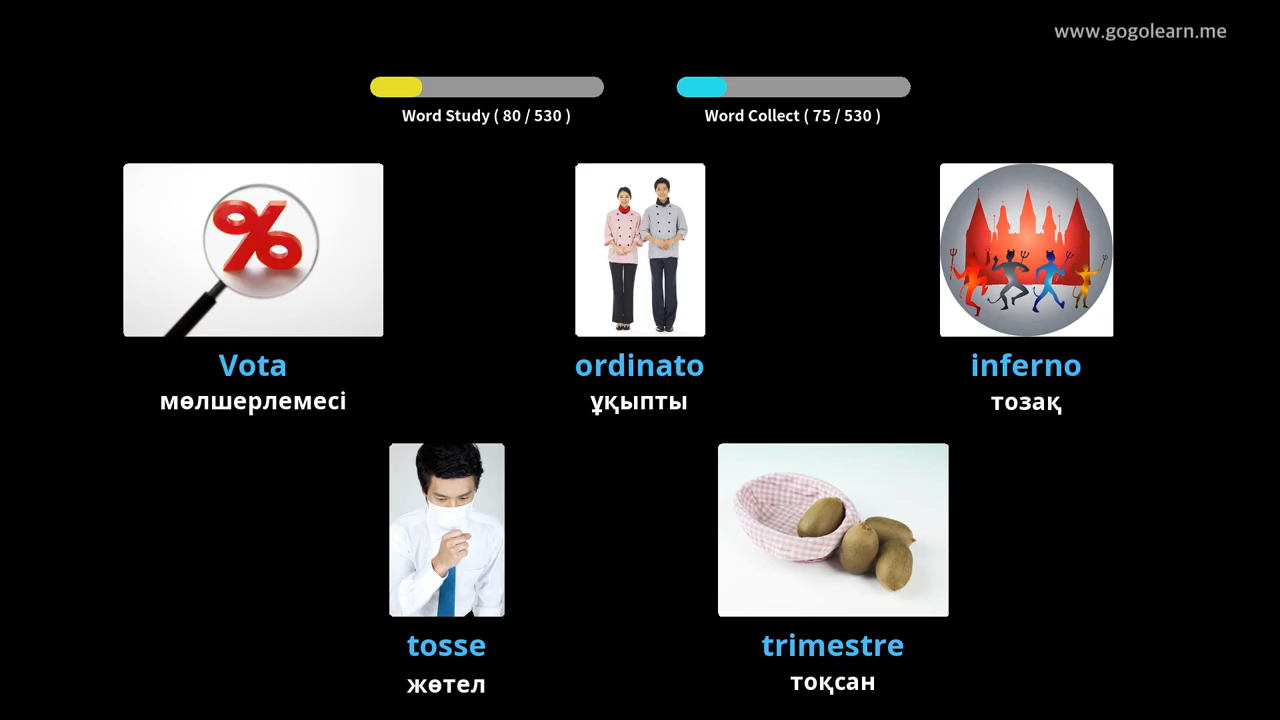 www.gogolearn.me
Word Study ( 80 / 530 )
Word Collect ( 75 / 530 )
%
Vota
мөлшерлемесі
ordinato
ұқыпты
inferno
тозақ
tosse
жөтел
trimestre
тоқсан